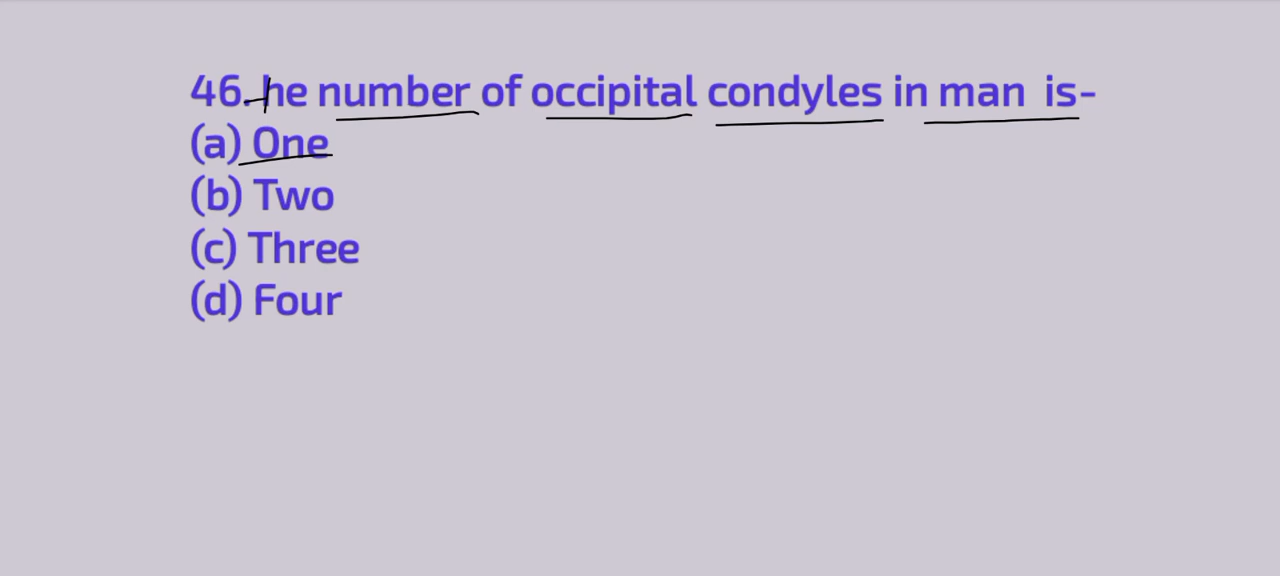 46. The number of occipital condyles in man is-
(a) One
(b) Two
(c) Three
(d) Four